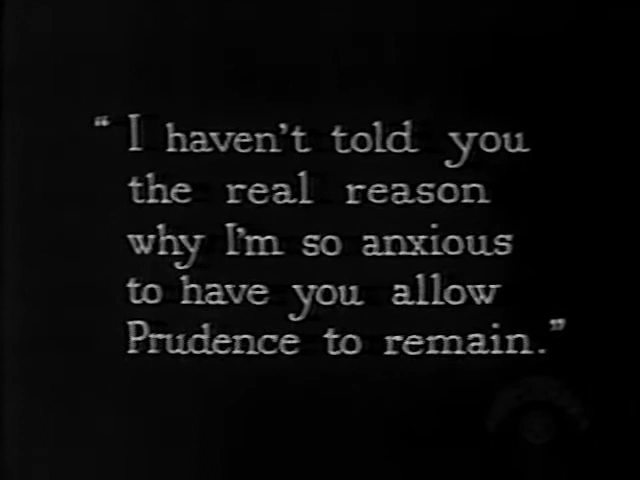 “ I haven't told you
the real reason
why I'm so anxious
to have you allow
Prudence to remain.”